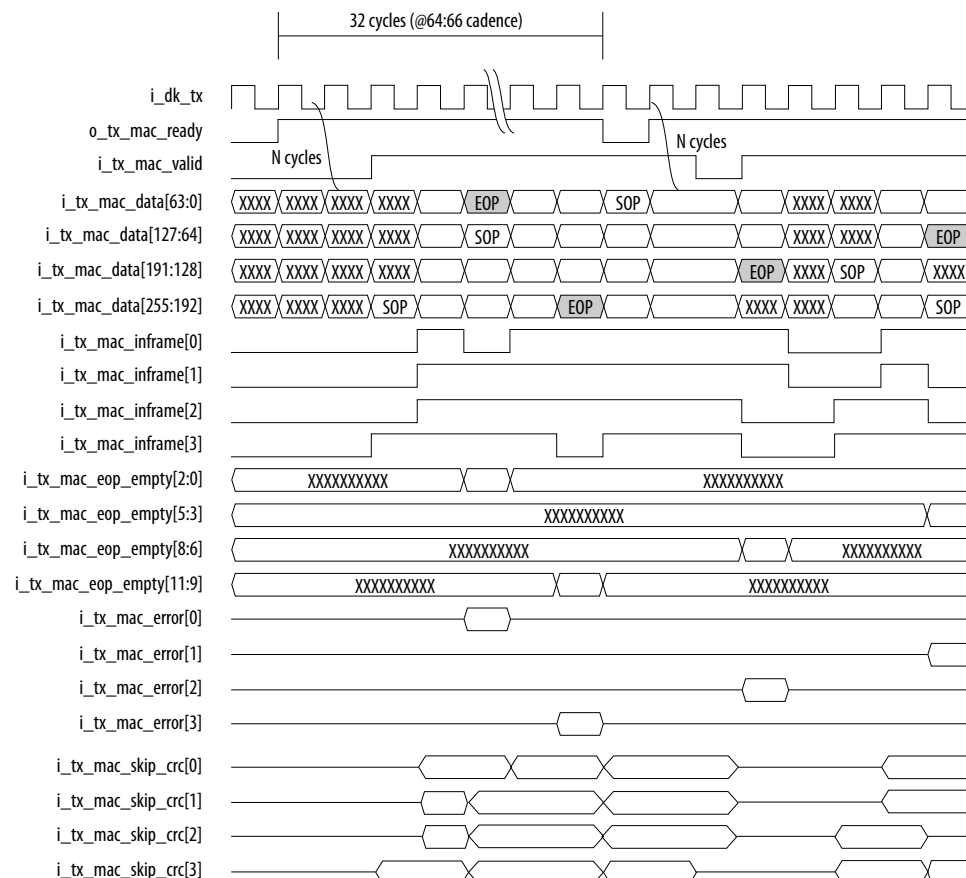 32 cycles (@64:66 cadence)
i_dk_tx
o_tx_mac_ready
N cycles
N cycles
i_tx_mac_valid
i_tx_mac_data[63:0] XXXX XXXX XXXX XXXX EOP SOP XXXX XXXX
i_tx_mac_data[127:64] XXXX XXXX XXXX XXXX SOP XXXX XXXX EOP
i_tx_mac_data[191:128] XXXX XXXX XXXX XXXX EOP XXXX SOP XXXX
i_tx_mac_data[255:192] XXXX XXXX XXXX SOP EOP XXXX XXXX SOP
i_tx_mac_inframe[0]
i_tx_mac_inframe[1]
i_tx_mac_inframe[2]
i_tx_mac_inframe[3]
i_tx_mac_eop_empty[2:0] XXXXXXXXXX XXXXXXXXXX
i_tx_mac_eop_empty[5:3] XXXXXXXXXX
i_tx_mac_eop_empty[8:6] XXXXXXXXXX XXXXXXXXXX
i_tx_mac_eop_empty[11:9] XXXXXXXXXX XXXXXXXXXX
i_tx_mac_error[0]
i_tx_mac_error[1]
i_tx_mac_error[2]
i_tx_mac_error[3]
i_tx_mac_skip_crc[0]
i_tx_mac_skip_crc[1]
i_tx_mac_skip_crc[2]
i_tx_mac_skip_crc[3]